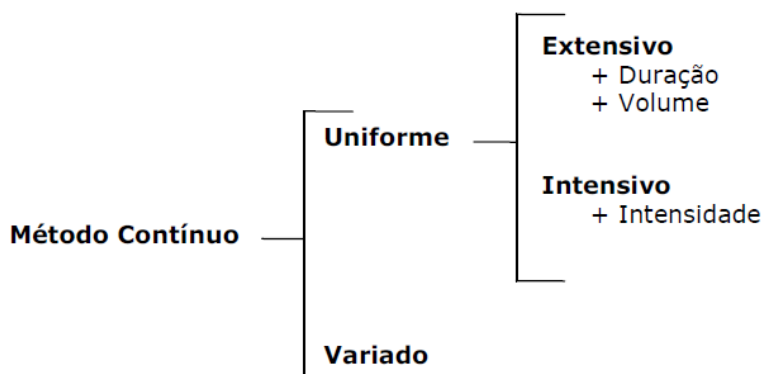 Extensivo
+ Duração
+ Volume
Uniforme
Intensivo
+ Intensidade
Método Contínuo
Variado